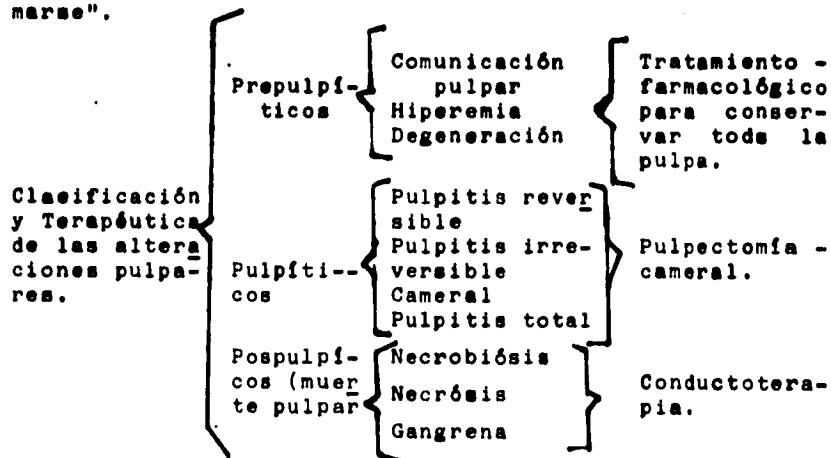 marse".
Clasificación
y Terapéutica
de las altera
ciones pulpa-
res.
Prepulpí-
ticos
Comunicación
pulpar
Hiperemia
Degeneración
Tratamiento -
farmacológico
para conser-
var toda la
pulpa.
Pulpíti--
cos
Pulpitis rever
sible
Pulpitis irre-
versible
Cameral
Pulpitis total
Pulpectomía -
cameral.
Pospulpí-
cos (muer
te pulpar
Necrobiósis
Necrósis
Gangrena
Conductotera-
pia.